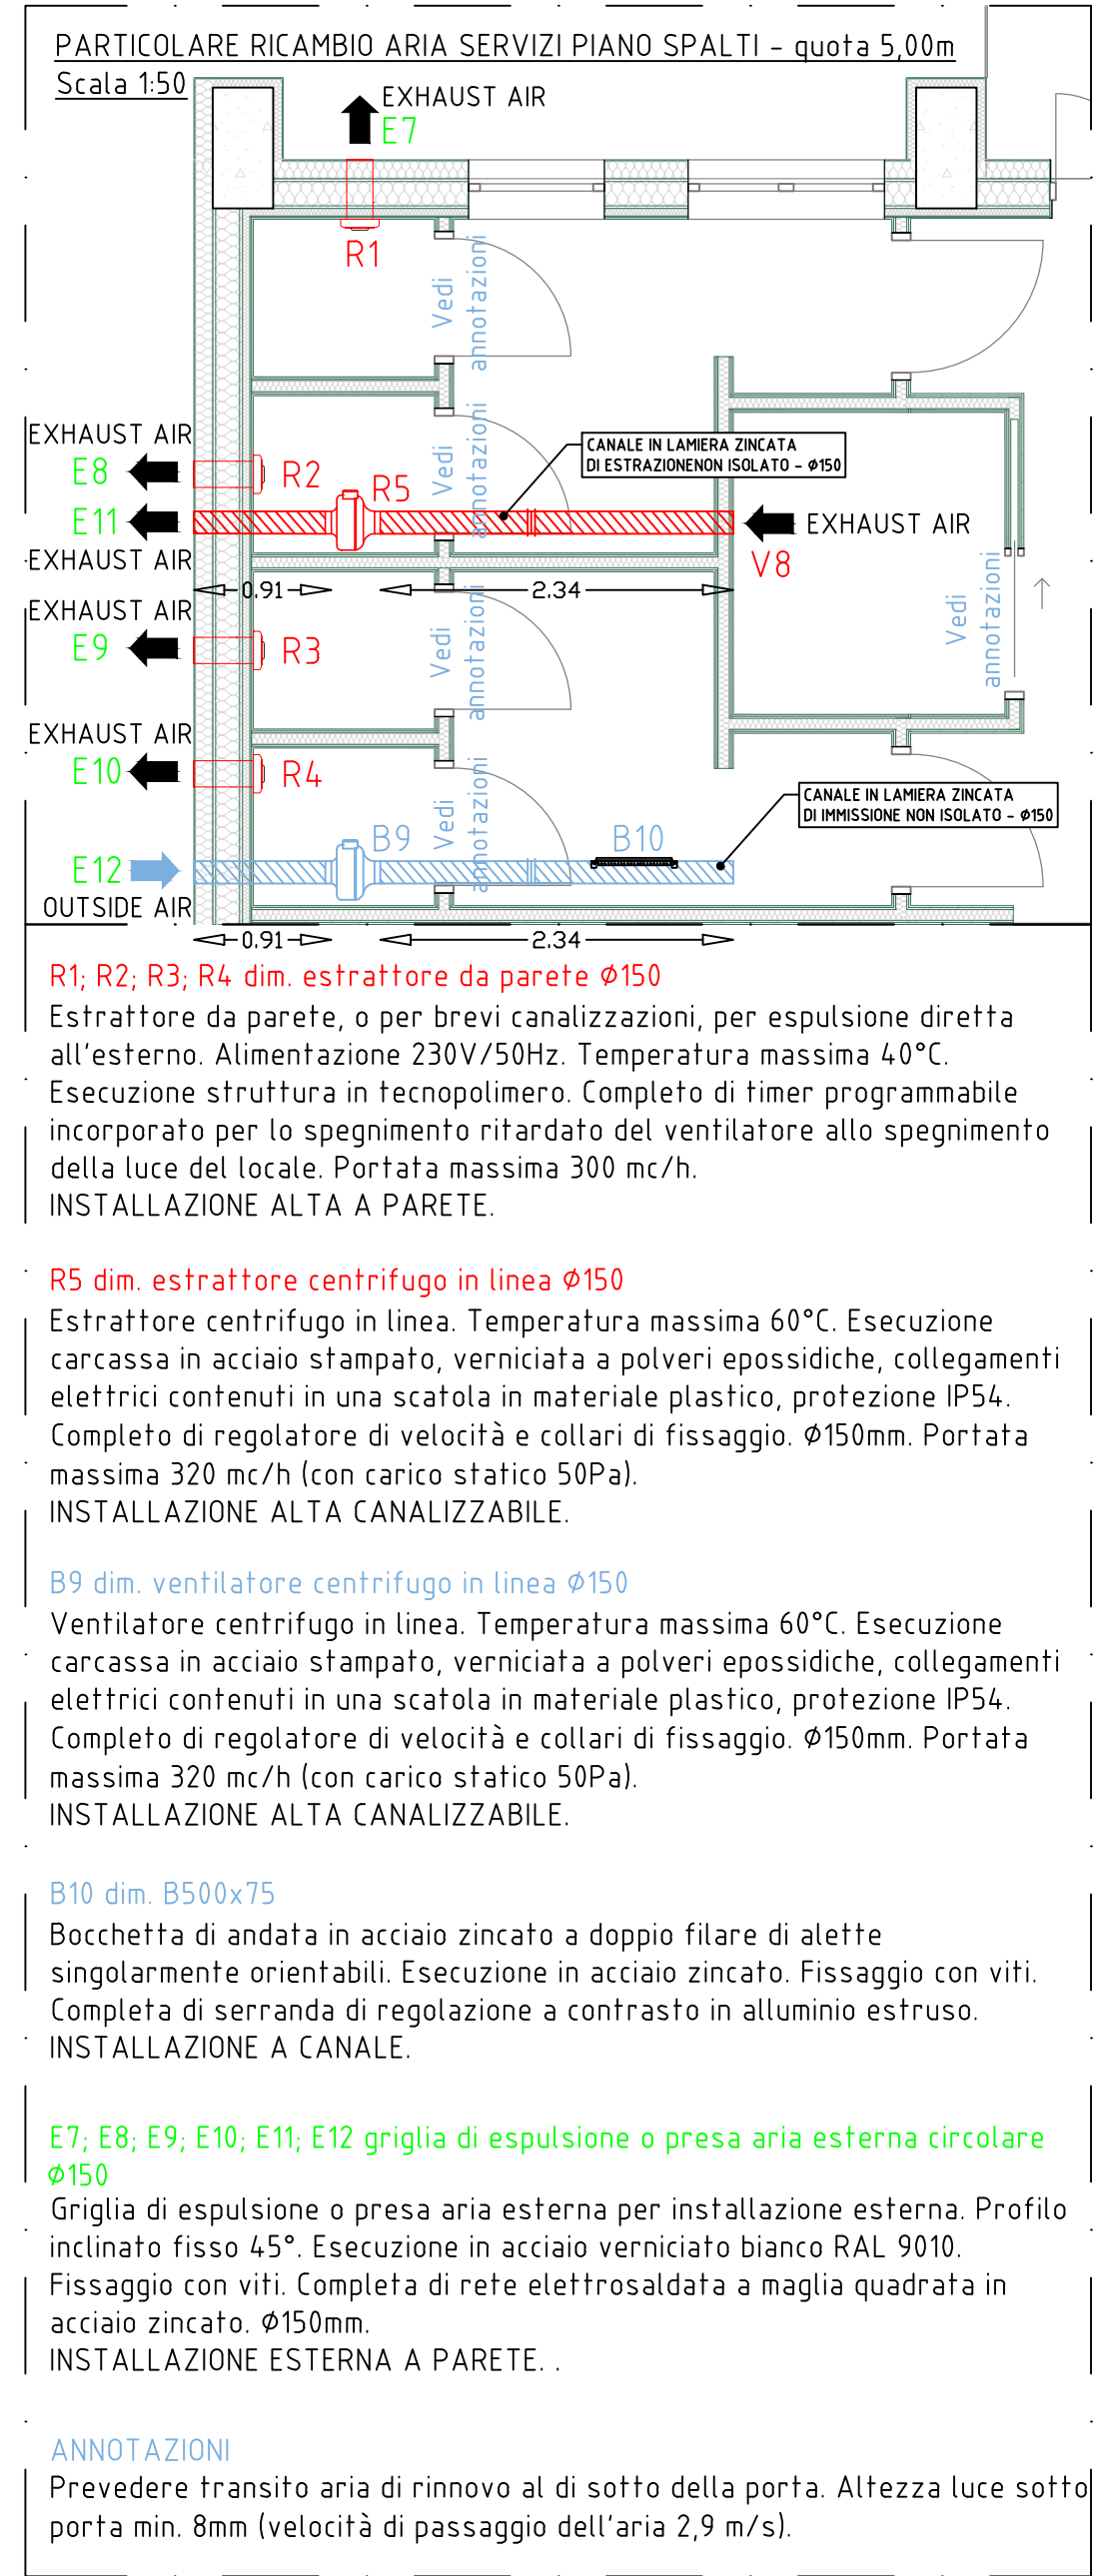 PARTICOLARE RICAMBIO ARIA SERVIZI PIANO SPALTI - quota 5,00m
Scala 1:50
EXHAUST AIR
E7
R1
Vedi
annotazioni
EXHAUST AIR
E8
R2
R5
Vedi
annotazioni
CANALE IN LAMIERA ZINCATA
DI ESTRAZIONENON ISOLATO - Ø150
E11
EXHAUST AIR
EXHAUST AIR
V8
0.91
2.34
EXHAUST AIR
E9
R3
Vedi
annotazioni
Vedi
annotazioni
EXHAUST AIR
E10
R4
CANALE IN LAMIERA ZINCATA
DI IMMISSIONE NON ISOLATO - Ø150
Vedi
annotazioni
B9
B10
E12
OUTSIDE AIR
0.91
2.34
R1; R2; R3; R4 dim. estrattore da parete Ø150
Estrattore da parete, o per brevi canalizzazioni, per espulsione diretta
all'esterno. Alimentazione 230V/50Hz. Temperatura massima 40°C.
Esecuzione struttura in tecnopolimero. Completo di timer programmabile
incorporato per lo spegnimento ritardato del ventilatore allo spegnimento
della luce del locale. Portata massima 300 mc/h.
INSTALLAZIONE ALTA A PARETE.
R5 dim. estrattore centrifugo in linea Ø150
Estrattore centrifugo in linea. Temperatura massima 60°C. Esecuzione
carcassa in acciaio stampato, verniciata a polveri epossidiche, collegamenti
elettrici contenuti in una scatola in materiale plastico, protezione IP54.
Completo di regolatore di velocità e collari di fissaggio. Ø150mm. Portata
massima 320 mc/h (con carico statico 50Pa).
INSTALLAZIONE ALTA CANALIZZABILE.
B9 dim. ventilatore centrifugo in linea Ø150
Ventilatore centrifugo in linea. Temperatura massima 60°C. Esecuzione
carcassa in acciaio stampato, verniciata a polveri epossidiche, collegamenti
elettrici contenuti in una scatola in materiale plastico, protezione IP54.
Completo di regolatore di velocità e collari di fissaggio. Ø150mm. Portata
massima 320 mc/h (con carico statico 50Pa).
INSTALLAZIONE ALTA CANALIZZABILE.
B10 dim. B500x75
Bocchetta di andata in acciaio zincato a doppio filare di alette
singolarmente orientabili. Esecuzione in acciaio zincato. Fissaggio con viti.
Completa di serranda di regolazione a contrasto in alluminio estruso.
INSTALLAZIONE A CANALE.
E7; E8; E9; E10; E11; E12 griglia di espulsione o presa aria esterna circolare
Ø150
Griglia di espulsione o presa aria esterna per installazione esterna. Profilo
inclinato fisso 45°. Esecuzione in acciaio verniciato bianco RAL 9010.
Fissaggio con viti. Completa di rete elettrosaldata a maglia quadrata in
acciaio zincato. Ø150mm.
INSTALLAZIONE ESTERNA A PARETE. .
ANNOTAZIONI
Prevedere transito aria di rinnovo al di sotto della porta. Altezza luce sotto
porta min. 8mm (velocità di passaggio dell'aria 2,9 m/s).